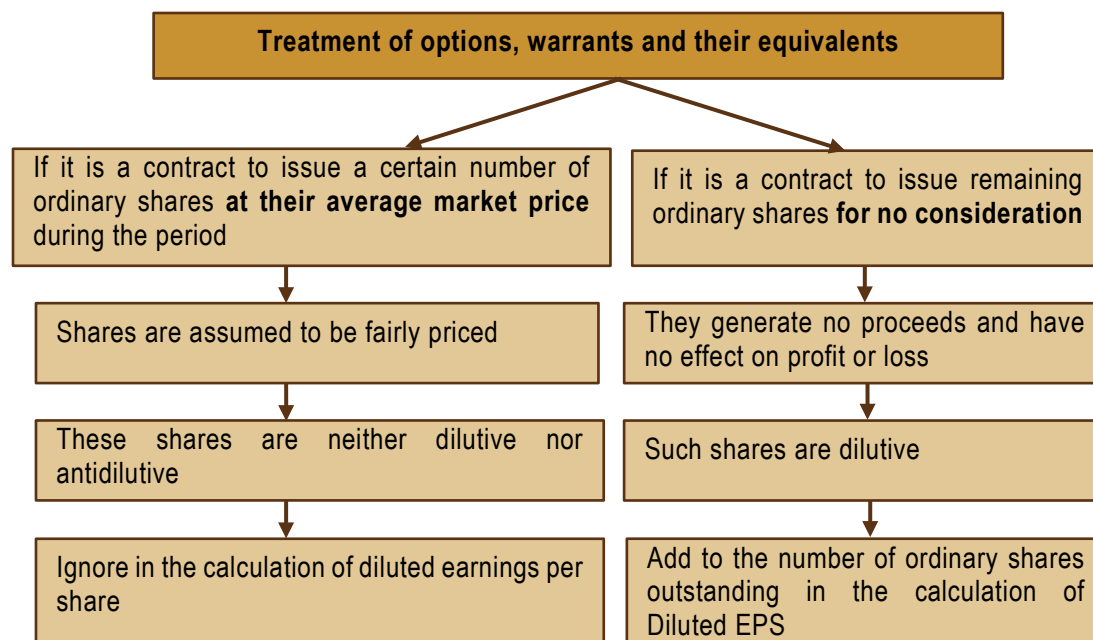 Treatment of options, warrants and their equivalents
If it is a contract to issue a certain number of
ordinary shares at their average market price
during the period
If it is a contract to issue remaining
ordinary shares for no consideration
Shares are assumed to be fairly priced
They generate no proceeds and have
no effect on profit or loss
These shares are neither dilutive nor
antidilutive
Such shares are dilutive
Ignore in the calculation of diluted earnings per
share
Add to the number of ordinary shares
outstanding in the calculation of
Diluted EPS